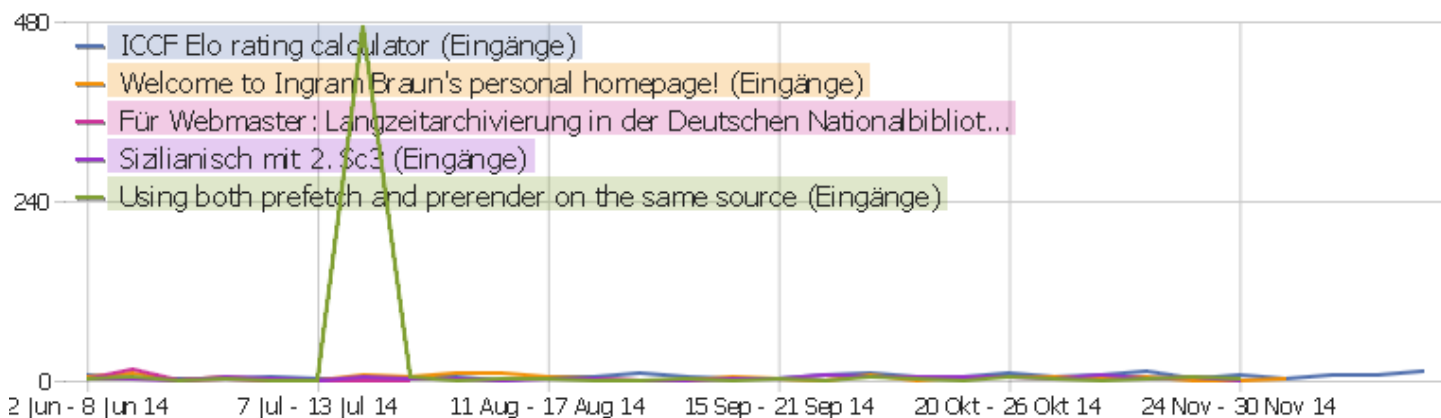 480
ICCF Elo rating calculator (Eingänge)
Welcome to Ingram Braun's personal homepage! (Eingänge)
Für Webmaster: Langzeitarchivierung in der Deutschen Nationalbibliot...
Sizilianisch mit 2. Sc3 (Eingänge)
240
Using both prefetch and prerender on the same source (Eingänge)
0
2 Jun - 8 Jun 14 7 Jul - 13 Jul 14 11 Aug - 17 Aug 14 15 Sep - 21 Sep 14 20 Okt - 26 Okt 14 24 Nov - 30 Nov 14